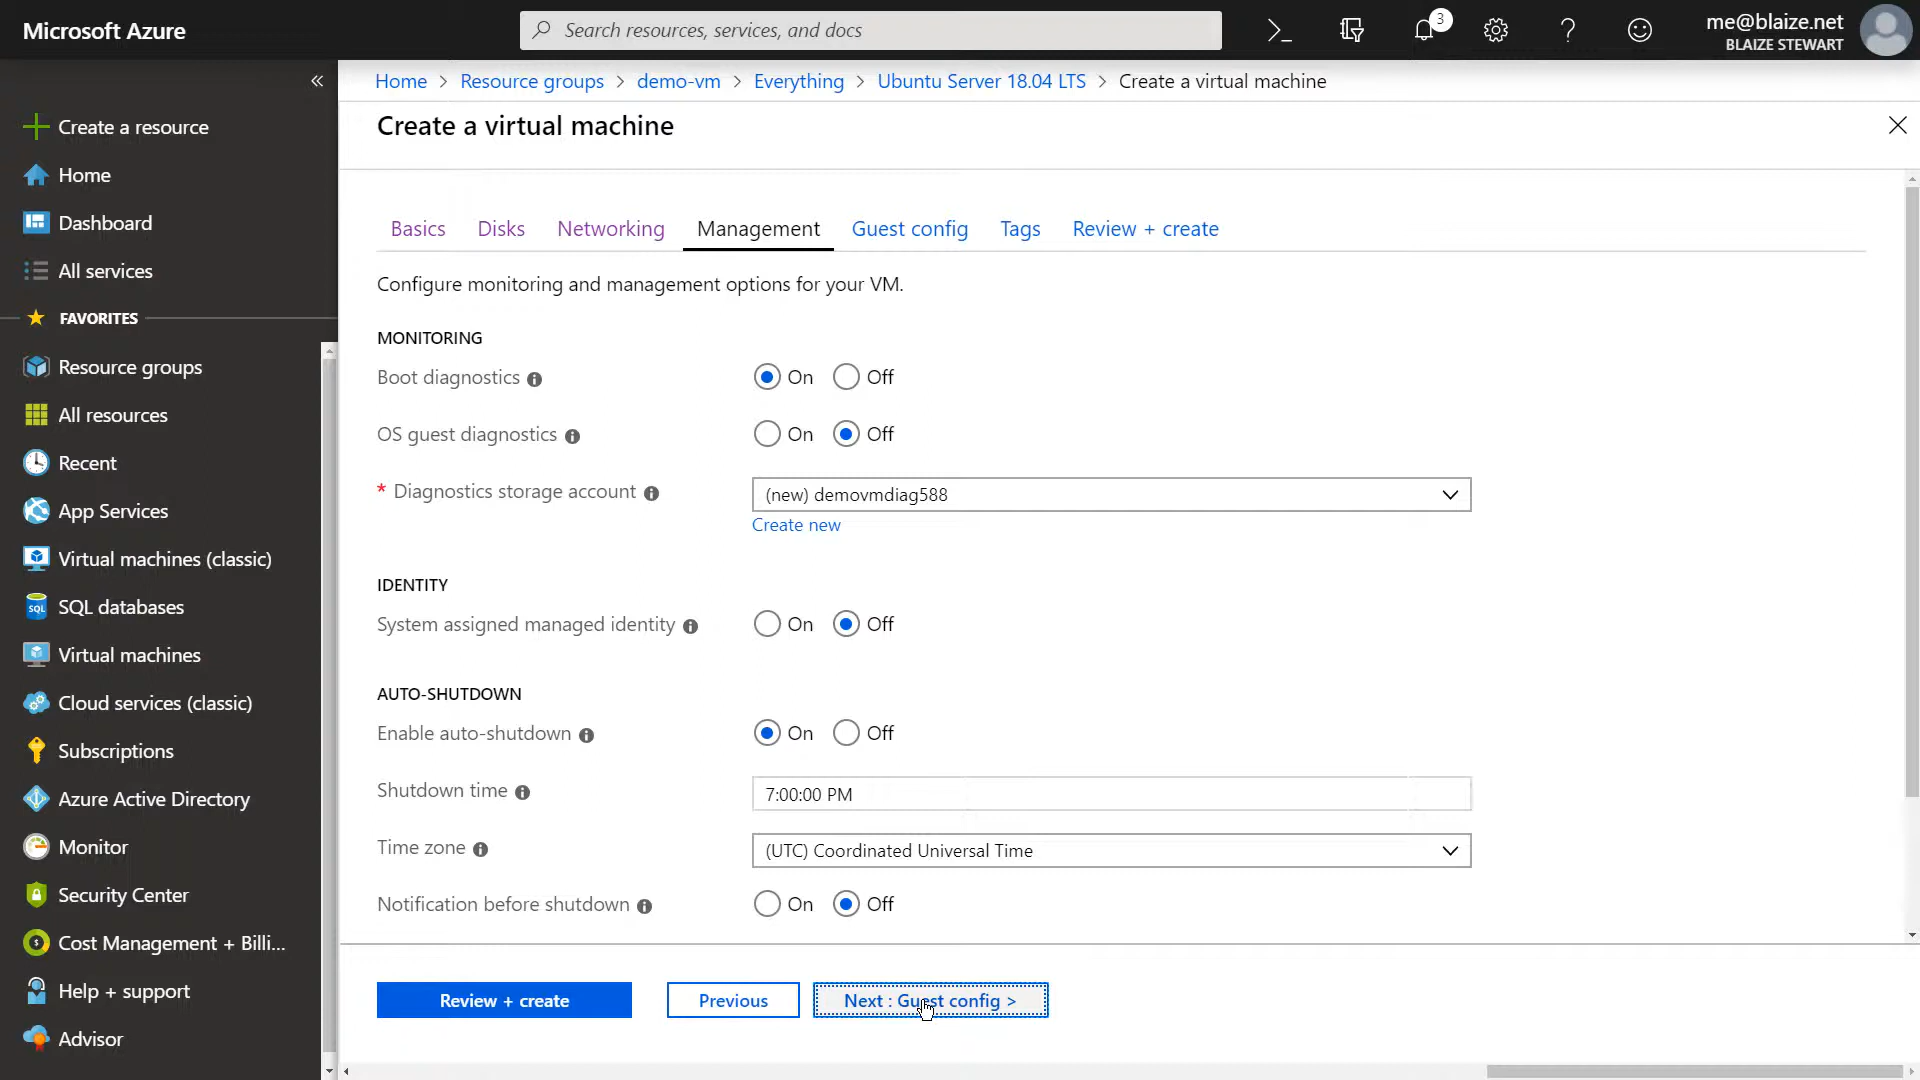 Microsoft Azure
Search resources, services, and docs
3
me@blaize.net
BLAIZE STEWART
Home > Resource groups > demo-vm > Everything > Ubuntu Server 18.04 LTS > Create a virtual machine
Create a resource
Home
Dashboard
All services
FAVORITES
Resource groups
All resources
Recent
App Services
Virtual machines (classic)
SQL databases
Virtual machines
Cloud services (classic)
Subscriptions
Azure Active Directory
Monitor
Security Center
Cost Management + Billi...
Help + support
Advisor
Create a virtual machine
Basics Disks Networking Management Guest config Tags Review + create
Configure monitoring and management options for your VM.
MONITORING
Boot diagnostics On Off
OS guest diagnostics On Off
* Diagnostics storage account (new) demovmdiag588
Create new
IDENTITY
System assigned managed identity On Off
AUTO-SHUTDOWN
Enable auto-shutdown On Off
Shutdown time 7:00:00 PM
Time zone (UTC) Coordinated Universal Time
Notification before shutdown On Off
Review + create Previous Next : Guest config >